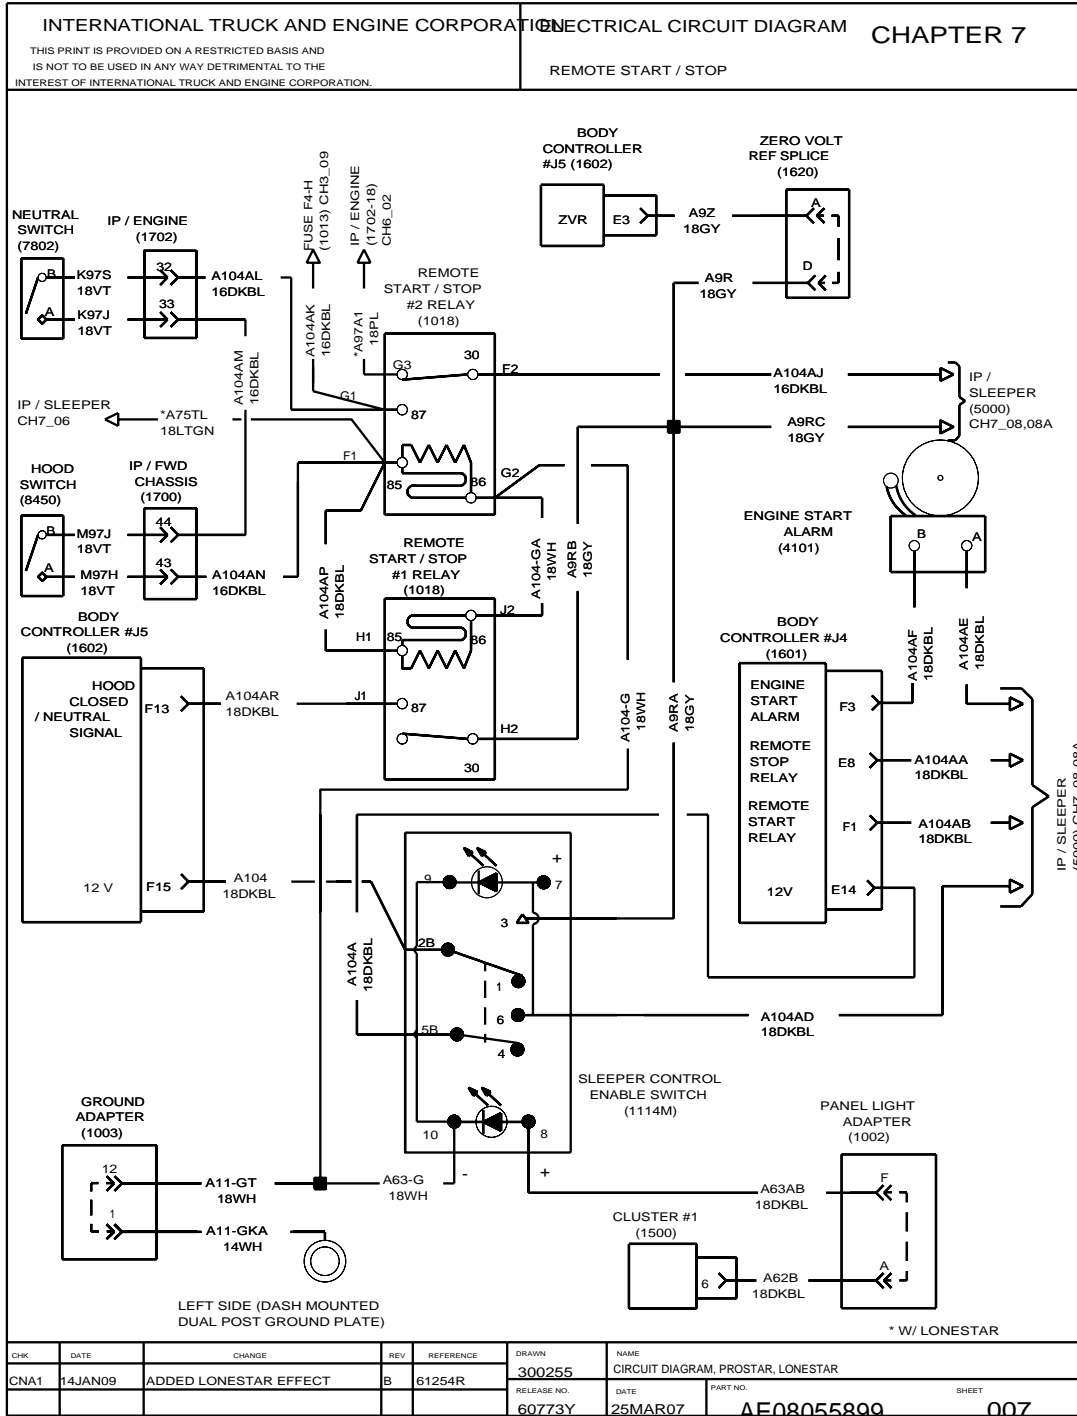 INTERNATIONAL TRUCK AND ENGINE CORPORATION
THIS PRINT IS PROVIDED ON A RESTRICTED BASIS AND
IS NOT TO BE USED IN ANY WAY DETRIMENTAL TO THE
INTEREST OF INTERNATIONAL TRUCK AND ENGINE CORPORATION.
ELECTRICAL CIRCUIT DIAGRAM
CHAPTER 7
REMOTE START / STOP
BODY
CONTROLLER
#J5 (1602)
ZVR
E3
A9Z
18GY
ZERO VOLT
REF SPLICE
(1620)
A
D
A9R
18GY
NEUTRAL
SWITCH
(7802)
B
A
K97S
18VT
K97J
18VT
IP / ENGINE
(1702)
32
33
A104AL
16DKBL
A104AM
16DKBL
FUSE F4-H
(1013) CH3_09
IP / ENGINE
(1702-18)
CH6_02
A104AK
16DKBL
*A97A1
18PL
REMOTE
START / STOP
#2 RELAY
(1018)
G3
30
F2
G1
87
F1
85
86
G2
A104AJ
16DKBL
A9RC
18GY
IP /
SLEEPER
(5000)
CH7_08,08A
IP / SLEEPER
CH7_06
*A75TL
18LTGN
HOOD
SWITCH
(8450)
B
A
M97J
18VT
M97H
18VT
IP / FWD
CHASSIS
(1700)
44
43
A104AN
16DKBL
A104AP
18DKBL
REMOTE
START / STOP
#1 RELAY
(1018)
H1
85
86
J2
J1
87
H2
30
A104-GA
18WH
A9RB
18GY
A104-G
18WH
A9RA
18GY
ENGINE START
ALARM
(4101)
B
A
A104AF
18DKBL
A104AE
18DKBL
BODY
CONTROLLER #J5
(1602)
HOOD
CLOSED
/ NEUTRAL
SIGNAL
F13
A104AR
18DKBL
12 V
F15
A104
18DKBL
BODY
CONTROLLER #J4
(1601)
ENGINE
START
ALARM
F3
REMOTE
STOP
RELAY
E8
A104AA
18DKBL
REMOTE
START
RELAY
F1
A104AB
18DKBL
12V
E14
IP / SLEEPER
(5000) CH7_08,08A
A104A
18DKBL
9
+
7
3
2B
1
6
5B
4
10
8
-
+
A104AD
18DKBL
SLEEPER CONTROL
ENABLE SWITCH
(1114M)
GROUND
ADAPTER
(1003)
12
1
A11-GT
18WH
A11-GKA
14WH
A63-G
18WH
LEFT SIDE (DASH MOUNTED
DUAL POST GROUND PLATE)
PANEL LIGHT
ADAPTER
(1002)
F
A
A63AB
18DKBL
CLUSTER #1
(1500)
6
A62B
18DKBL
* W/ LONESTAR
CHK DATE CHANGE REV REFERENCE
CNA1 14JAN09 ADDED LONESTAR EFFECT B 61254R
DRAWN
300255
NAME
CIRCUIT DIAGRAM, PROSTAR, LONESTAR
RELEASE NO.
60773Y
DATE
25MAR07
PART NO.
AE08055899
SHEET
007